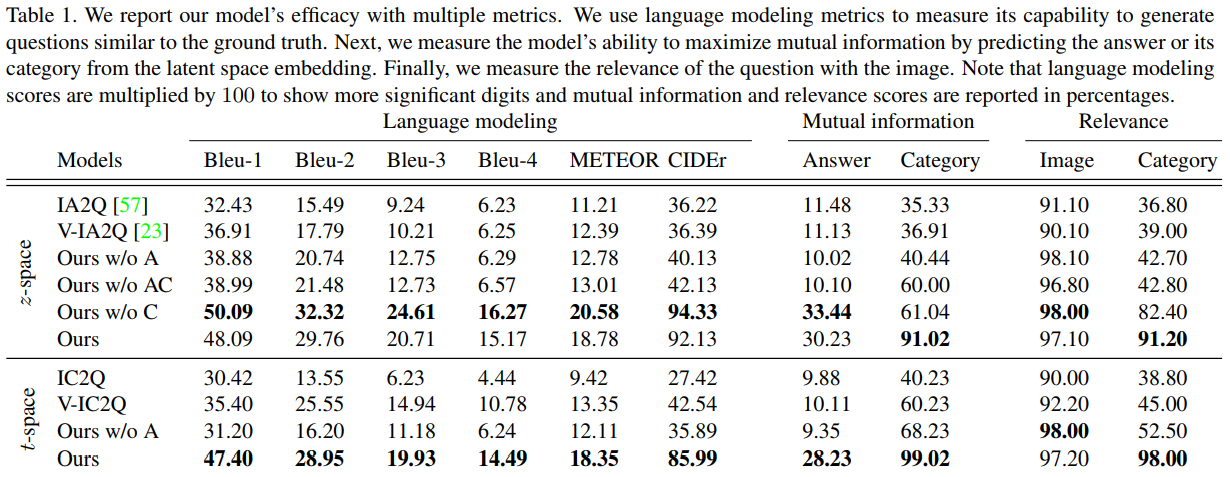 Table 1. We report our model’s efficacy with multiple metrics. We use language modeling metrics to measure its capability to generate
questions similar to the ground truth. Next, we measure the model’s ability to maximize mutual information by predicting the answer or its
category from the latent space embedding. Finally, we measure the relevance of the question with the image. Note that language modeling
scores are multiplied by 100 to show more significant digits and mutual information and relevance scores are reported in percentages.
Language modeling Mutual information Relevance
Models Bleu-1 Bleu-2 Bleu-3 Bleu-4 METEOR CIDEr Answer Category Image Category
z-space
IA2Q [57] 32.43 15.49 9.24 6.23 11.21 36.22 11.48 35.33 91.10 36.80
V-IA2Q [23] 36.91 17.79 10.21 6.25 12.39 36.39 11.13 36.91 90.10 39.00
Ours w/o A 38.88 20.74 12.75 6.29 12.78 40.13 10.02 40.44 98.10 42.70
Ours w/o AC 38.99 21.48 12.73 6.57 13.01 42.13 10.10 60.00 96.80 42.80
Ours w/o C 50.09 32.32 24.61 16.27 20.58 94.33 33.44 61.04 98.00 82.40
Ours 48.09 29.76 20.71 15.17 18.78 92.13 30.23 91.02 97.10 91.20
t-space
IC2Q 30.42 13.55 6.23 4.44 9.42 27.42 9.88 40.23 90.00 38.80
V-IC2Q 35.40 25.55 14.94 10.78 13.35 42.54 10.11 60.23 92.20 45.00
Ours w/o A 31.20 16.20 11.18 6.24 12.11 35.89 9.35 68.23 98.00 52.50
Ours 47.40 28.95 19.93 14.49 18.35 85.99 28.23 99.02 97.20 98.00